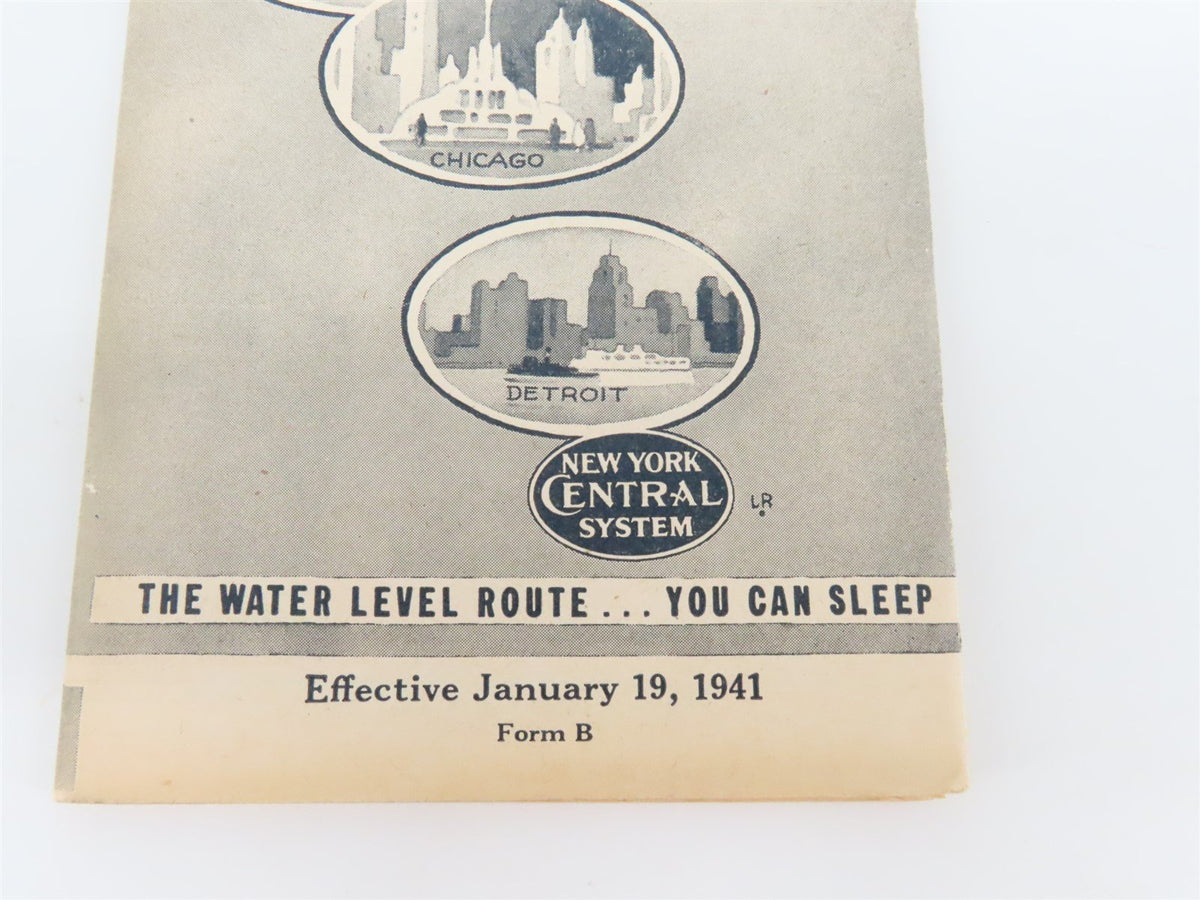 CHICAGO
DETROIT
NEW YORK
CENTRAL
SYSTEM
LR
THE WATER LEVEL ROUTE... YOU CAN SLEEP
Effective January 19, 1941
Form B